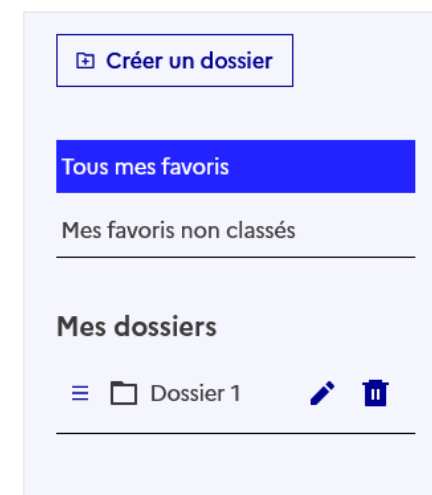 Créer un dossier
Tous mes favoris
Mes favoris non classés
Mes dossiers
Dossier 1